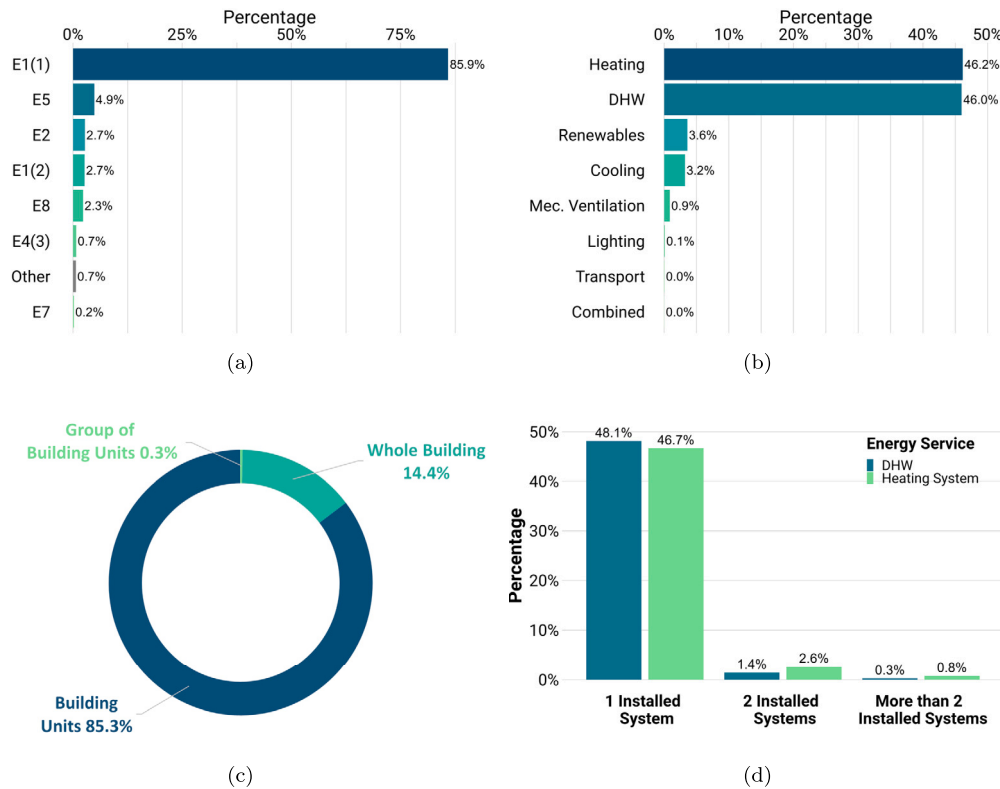 Percentage
0% 25% 50% 75%
E1(1) 85.9%
E5 4.9%
E2 2.7%
E1(2) 2.7%
E8 2.3%
E4(3) 0.7%
Other 0.7%
E7 0.2%
(a)
Percentage
0% 10% 20% 30% 40% 50%
Heating 46.2%
DHW 46.0%
Renewables 3.6%
Cooling 3.2%
Mec. Ventilation 0.9%
Lighting 0.1%
Transport 0.0%
Combined 0.0%
(b)
Group of
Building Units 0.3%
Whole Building
14.4%
Building
Units 85.3%
(c)
Percentage
50%
40%
30%
20%
10%
0%
48.1% 46.7%
1.4% 2.6%
0.3% 0.8%
Energy Service
DHW
Heating System
1 Installed
System
2 Installed
Systems
More than 2
Installed Systems
(d)